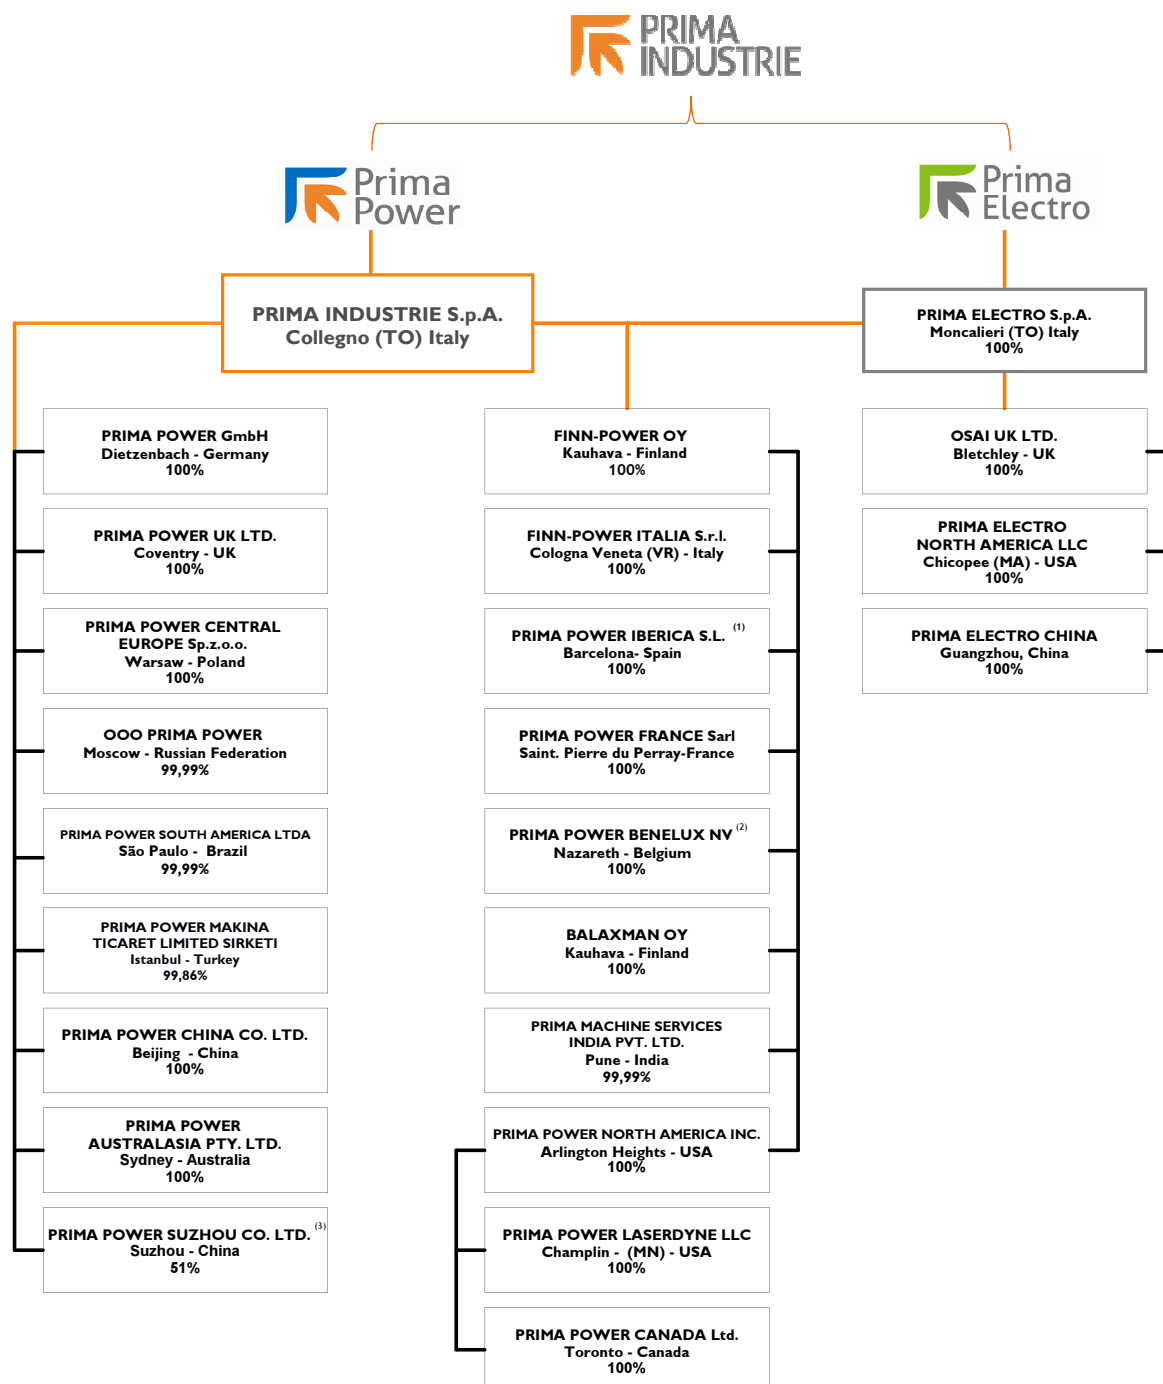 PRIMA
INDUSTRIE
Prima
Power
Prima
Electro
PRIMA INDUSTRIE S.p.A.
Collegno (TO) Italy
PRIMA ELECTRO S.p.A.
Moncalieri (TO) Italy
100%
PRIMA POWER GmbH
Dietzenbach - Germany
100%
PRIMA POWER UK LTD.
Coventry - UK
100%
PRIMA POWER CENTRAL
EUROPE Sp.z.o.o.
Warsaw - Poland
100%
OOO PRIMA POWER
Moscow - Russian Federation
99,99%
PRIMA POWER SOUTH AMERICA LTDA
São Paulo - Brazil
99,99%
PRIMA POWER MAKINA
TICARET LIMITED SIRKETI
Istanbul - Turkey
99,86%
PRIMA POWER CHINA CO. LTD.
Beijing - China
100%
PRIMA POWER
AUSTRALASIA PTY. LTD.
Sydney - Australia
100%
PRIMA POWER SUZHOU CO. LTD. (3)
Suzhou - China
51%
FINN-POWER OY
Kauhava - Finland
100%
FINN-POWER ITALIA S.r.l.
Cologna Veneta (VR) - Italy
100%
PRIMA POWER IBERICA S.L. (1)
Barcelona- Spain
100%
PRIMA POWER FRANCE Sarl
Saint. Pierre du Perray-France
100%
PRIMA POWER BENELUX NV (2)
Nazareth - Belgium
100%
BALAXMAN OY
Kauhava - Finland
100%
PRIMA MACHINE SERVICES
INDIA PVT. LTD.
Pune - India
99,99%
PRIMA POWER NORTH AMERICA INC.
Arlington Heights - USA
100%
PRIMA POWER LASERDYNE LLC
Champlin - (MN) - USA
100%
PRIMA POWER CANADA Ltd.
Toronto - Canada
100%
OSAI UK LTD.
Bletchley - UK
100%
PRIMA ELECTRO
NORTH AMERICA LLC
Chicopee (MA) - USA
100%
PRIMA ELECTRO CHINA
Guangzhou, China
100%